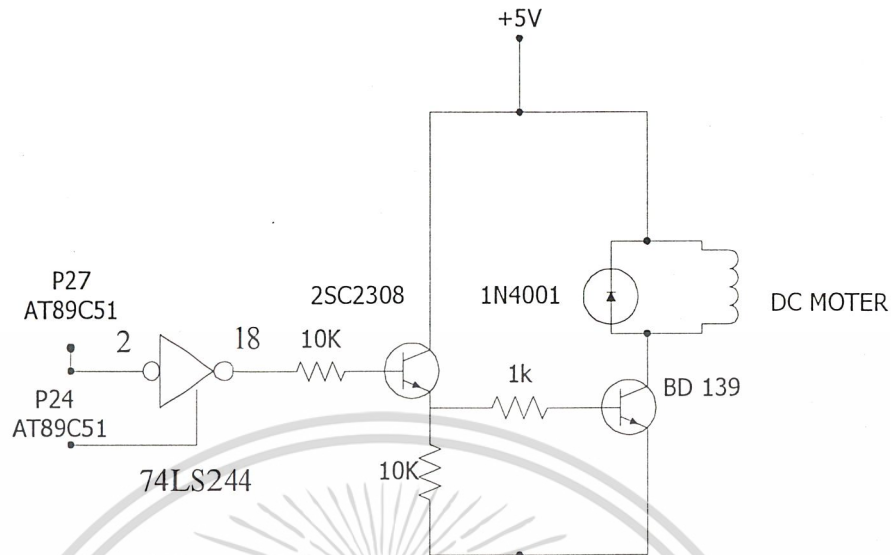 +5V
P27
AT89C51
2
18
10K
2SC2308
1N4001
DC MOTER
P24
AT89C51
1k
BD 139
10K
74LS244